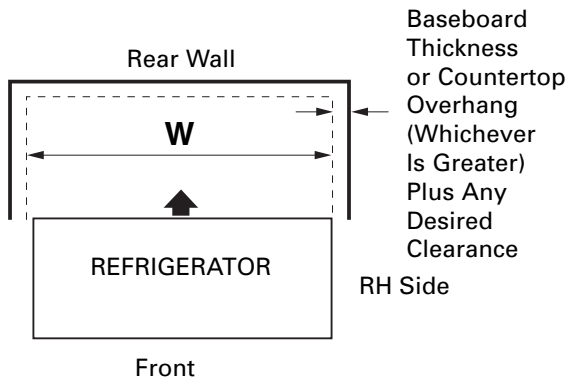 Baseboard
Thickness
or Countertop
Overhang
(Whichever
Is Greater)
Plus Any
Desired
Clearance
Rear Wall
W
REFRIGERATOR
RH Side
Front